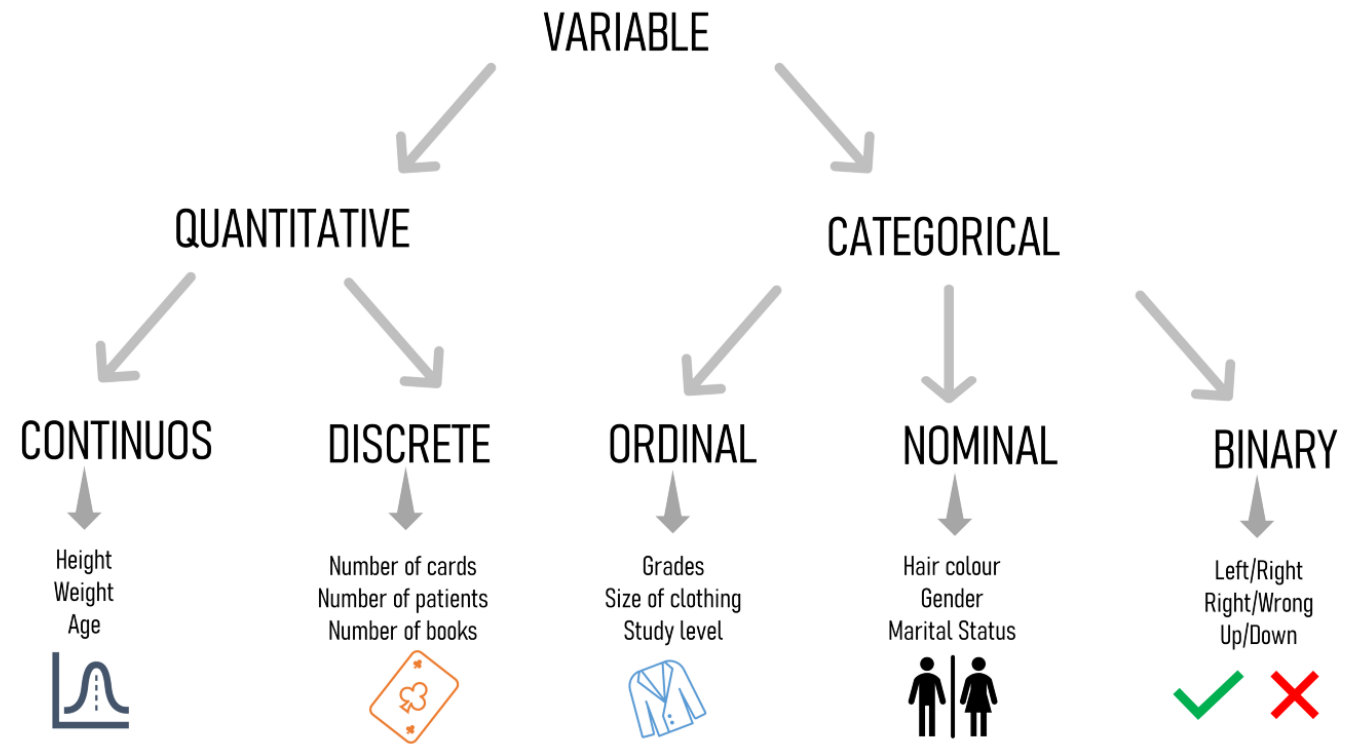 VARIABLE
QUANTITATIVE
CATEGORICAL
CONTINUOS
DISCRETE
ORDINAL
NOMINAL
BINARY
Height
Weight
Age
Number of cards
Number of patients
Number of books
Grades
Size of clothing
Study level
Hair colour
Gender
Marital Status
Left/Right
Right/Wrong
Up/Down